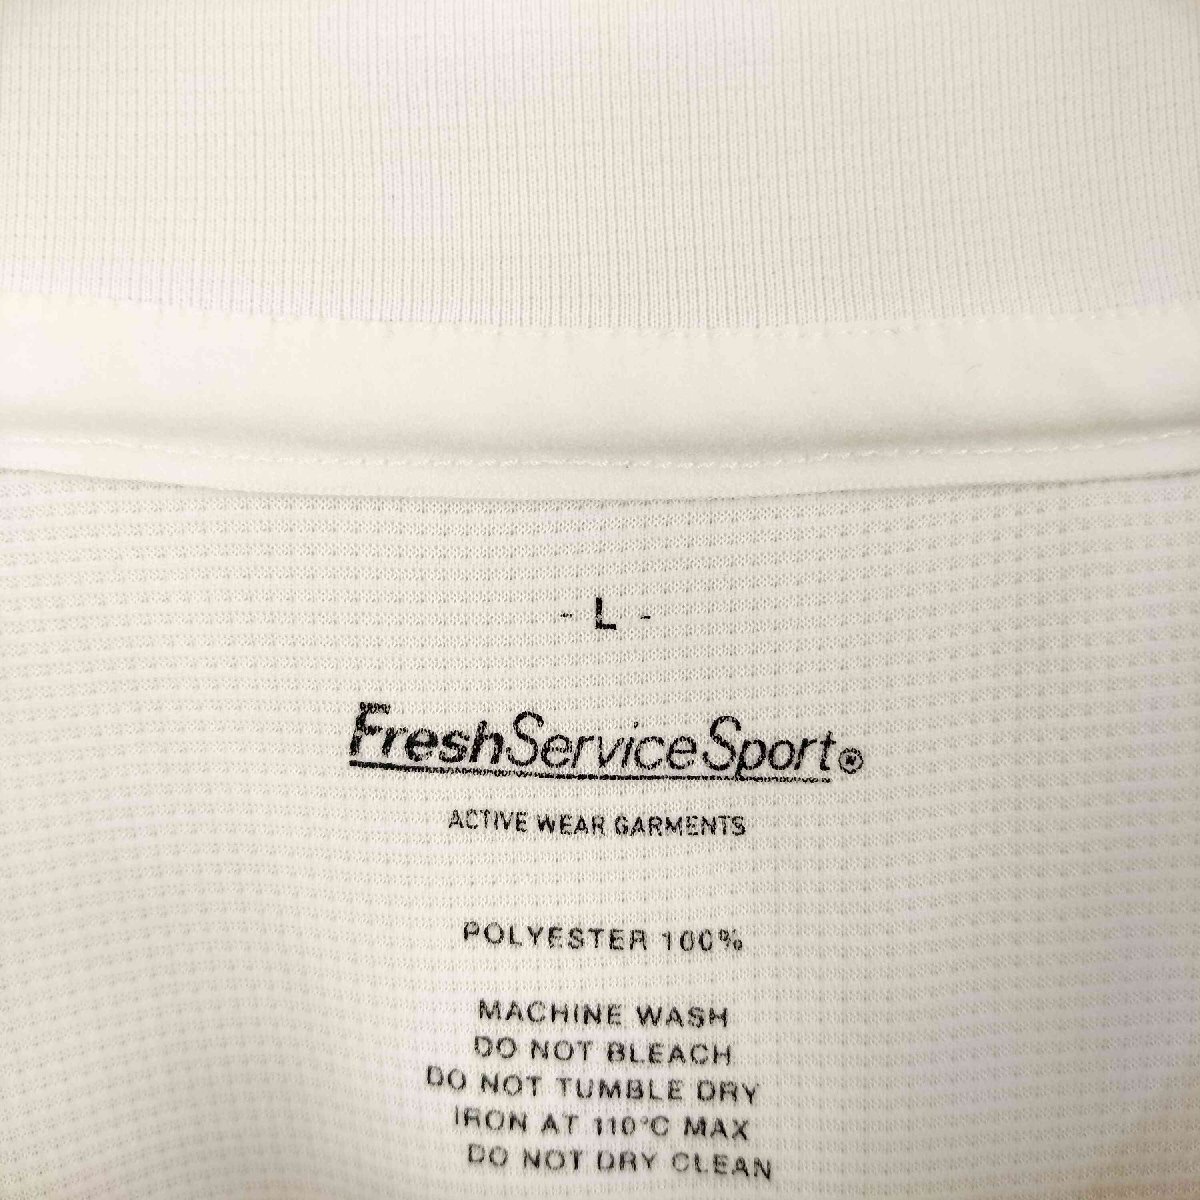 - L -
FreshServiceSport®
ACTIVE WEAR GARMENTS
POLYESTER 100%
MACHINE WASH
DO NOT BLEACH
DO NOT TUMBLE DRY
IRON AT 110°C MAX
DO NOT DRY CLEAN